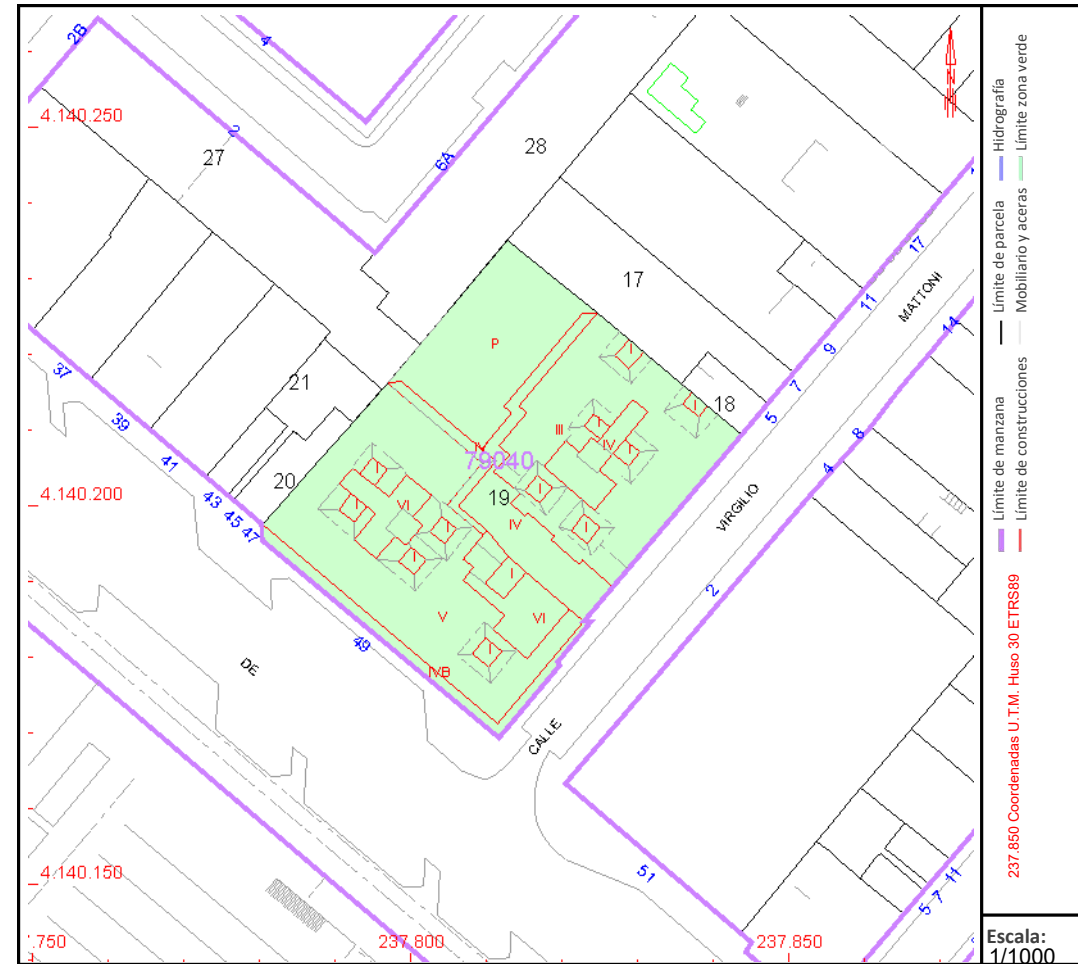 2B
4
4.140.250
2
27
6A
28
17
17
MATTONI
11
14
P
9
37
21
7
39
III
18
5
IV
IV
8
41
79040
4
I
I
I
I
I
I
I
I
I
I
4.140.200
20
43
45
47
VI
19
IV
VIRGILIO
2
V
VI
49
DE
IVB
CALLE
4.140.150
51
5
7
11
.750
237.800
237.850
Límite de manzana
Límite de parcela
Hidrografía
Límite de construcciones
Mobiliario y aceras
Límite zona verde
237.850 Coordenadas U.T.M. Huso 30 ETRS89
Escala:
1/1000